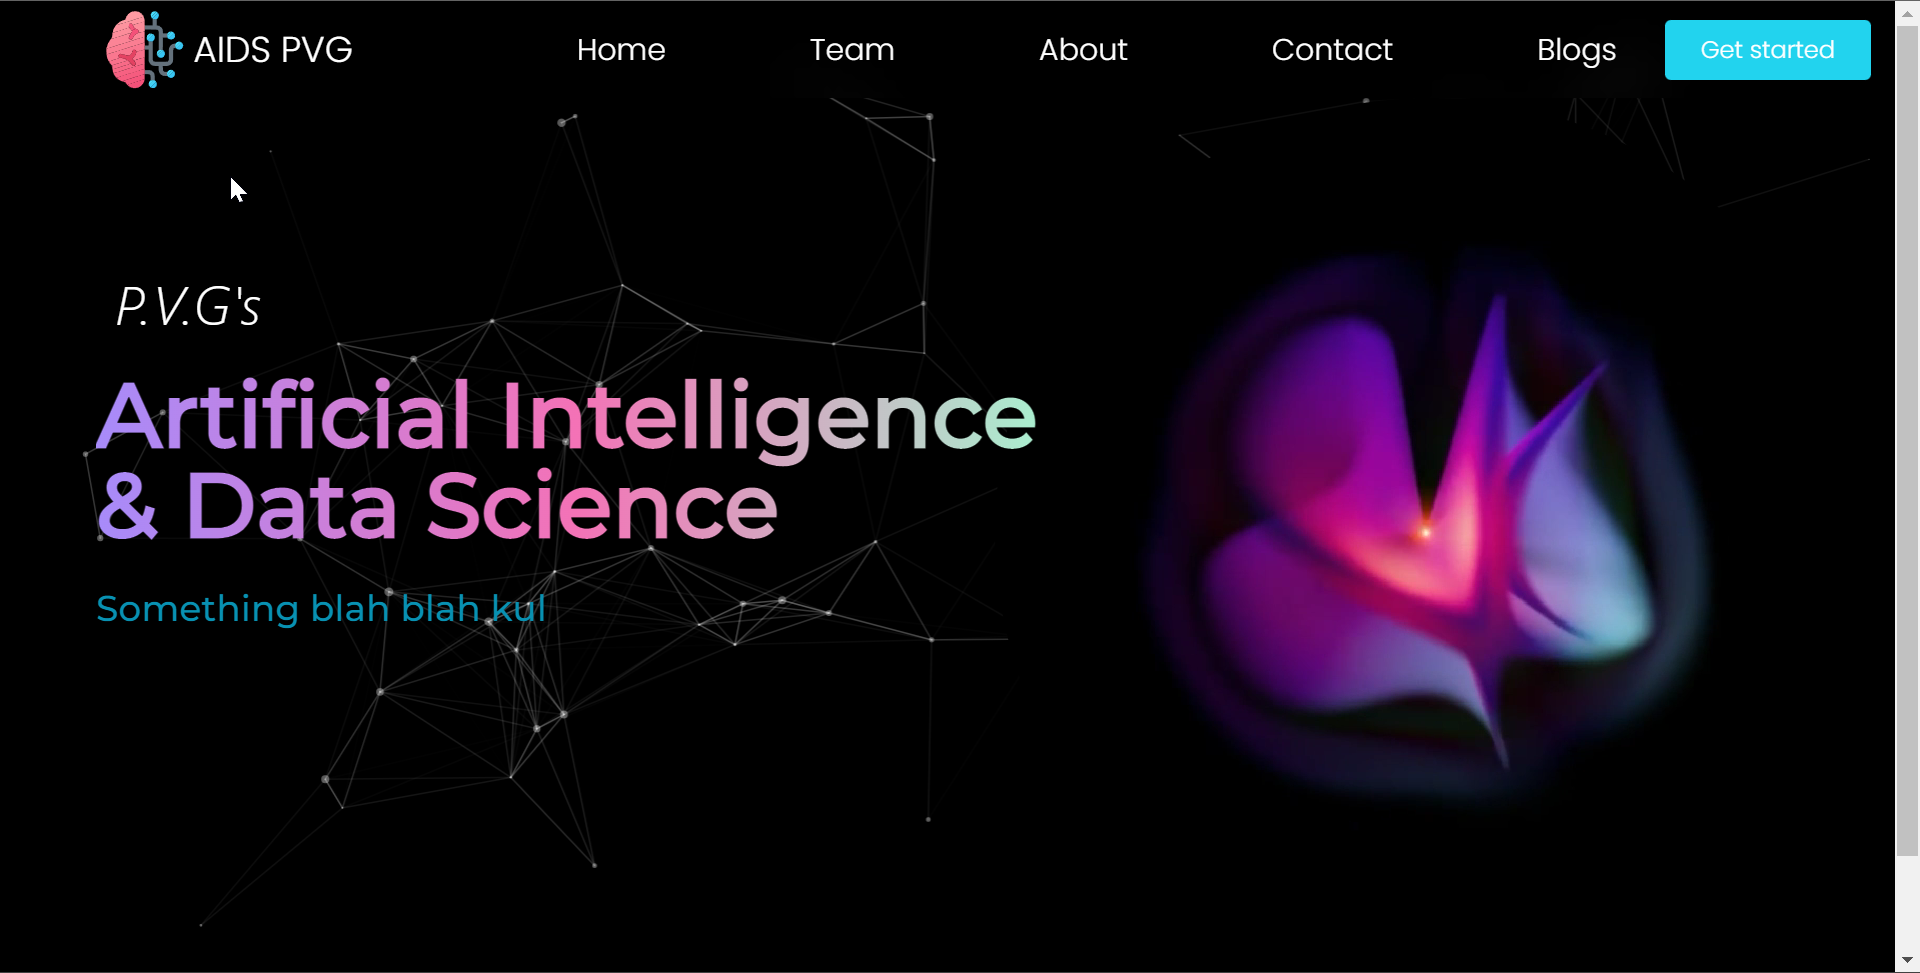 AIDS PVG Home Team About Contact Blogs Get started
P.V.G's
Artificial Intelligence
& Data Science
Something blah blah kul